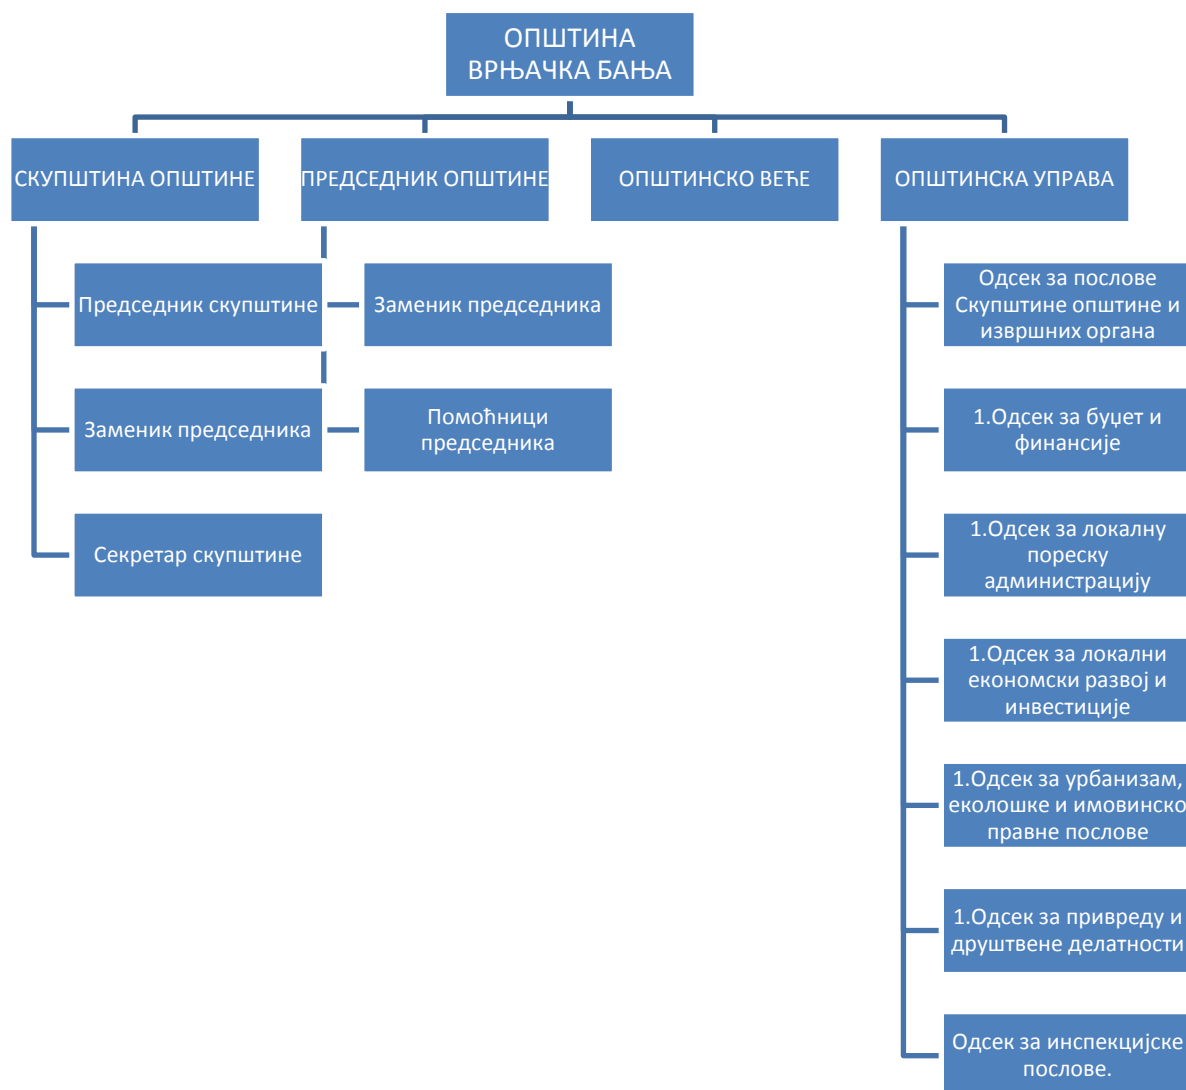 ОПШТИНА
ВРЊАЧКА БАЊА
СКУПШТИНА ОПШТИНЕ
ПРЕДСЕДНИК ОПШТИНЕ
ОПШТИНСКО ВЕЋЕ
ОПШТИНСКА УПРАВА
Председник скупштине
Заменик председника
Секретар скупштине
Заменик председника
Помоћници
председника
Одсек за послове
Скупштине општине и
извршних органа
1.Одсек за буџет и
финансије
1.Одсек за локалну
пореску
администрацију
1.Одсек за локални
економски развој и
инвестиције
1.Одсек за урбанизам,
еколошке и имовинско
правне послове
1.Одсек за привреду и
друштвене делатности
Одсек за инспекцијске
послове.